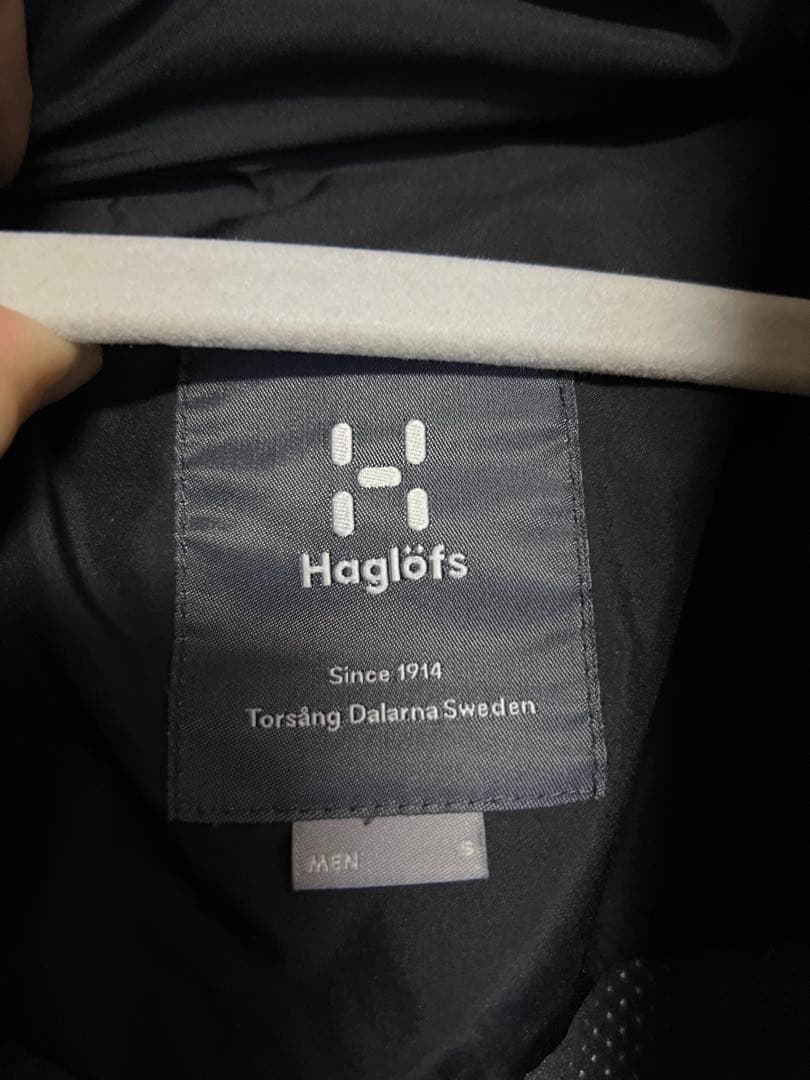 Haglöfs
Since 1914
Torsång Dalarna Sweden
MEN S